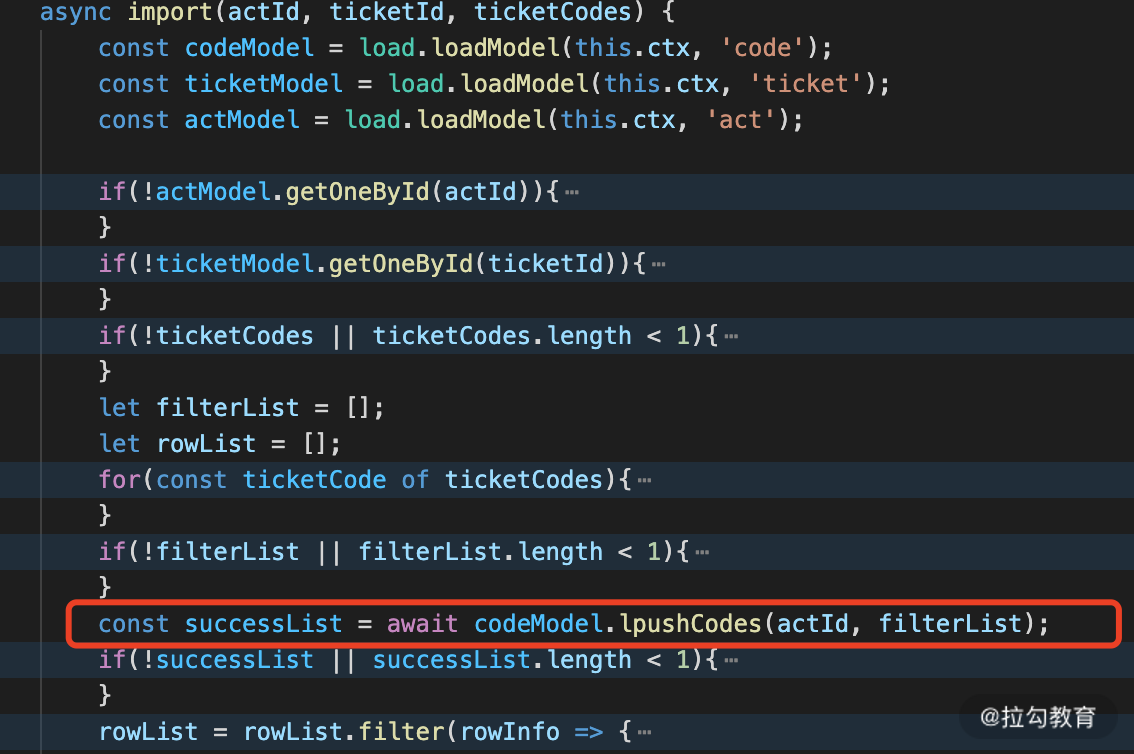 async import(actId, ticketId, ticketCodes) {
const codeModel = load.loadModel(this.ctx, 'code');
const ticketModel = load.loadModel(this.ctx, 'ticket');
const actModel = load.loadModel(this.ctx, 'act');
if(!actModel.getOneById(actId)){⋯
}
if(!ticketModel.getOneById(ticketId)){⋯
}
if(!ticketCodes || ticketCodes.length < 1){⋯
}
let filterList = [];
let rowList = [];
for(const ticketCode of ticketCodes){⋯
}
if(!filterList || filterList.length < 1){⋯
}
const successList = await codeModel.lpushCodes(actId, filterList);
if(!successList || successList.length < 1){⋯
}
rowList = rowList.filter(rowInfo => {⋯
@拉勾教育